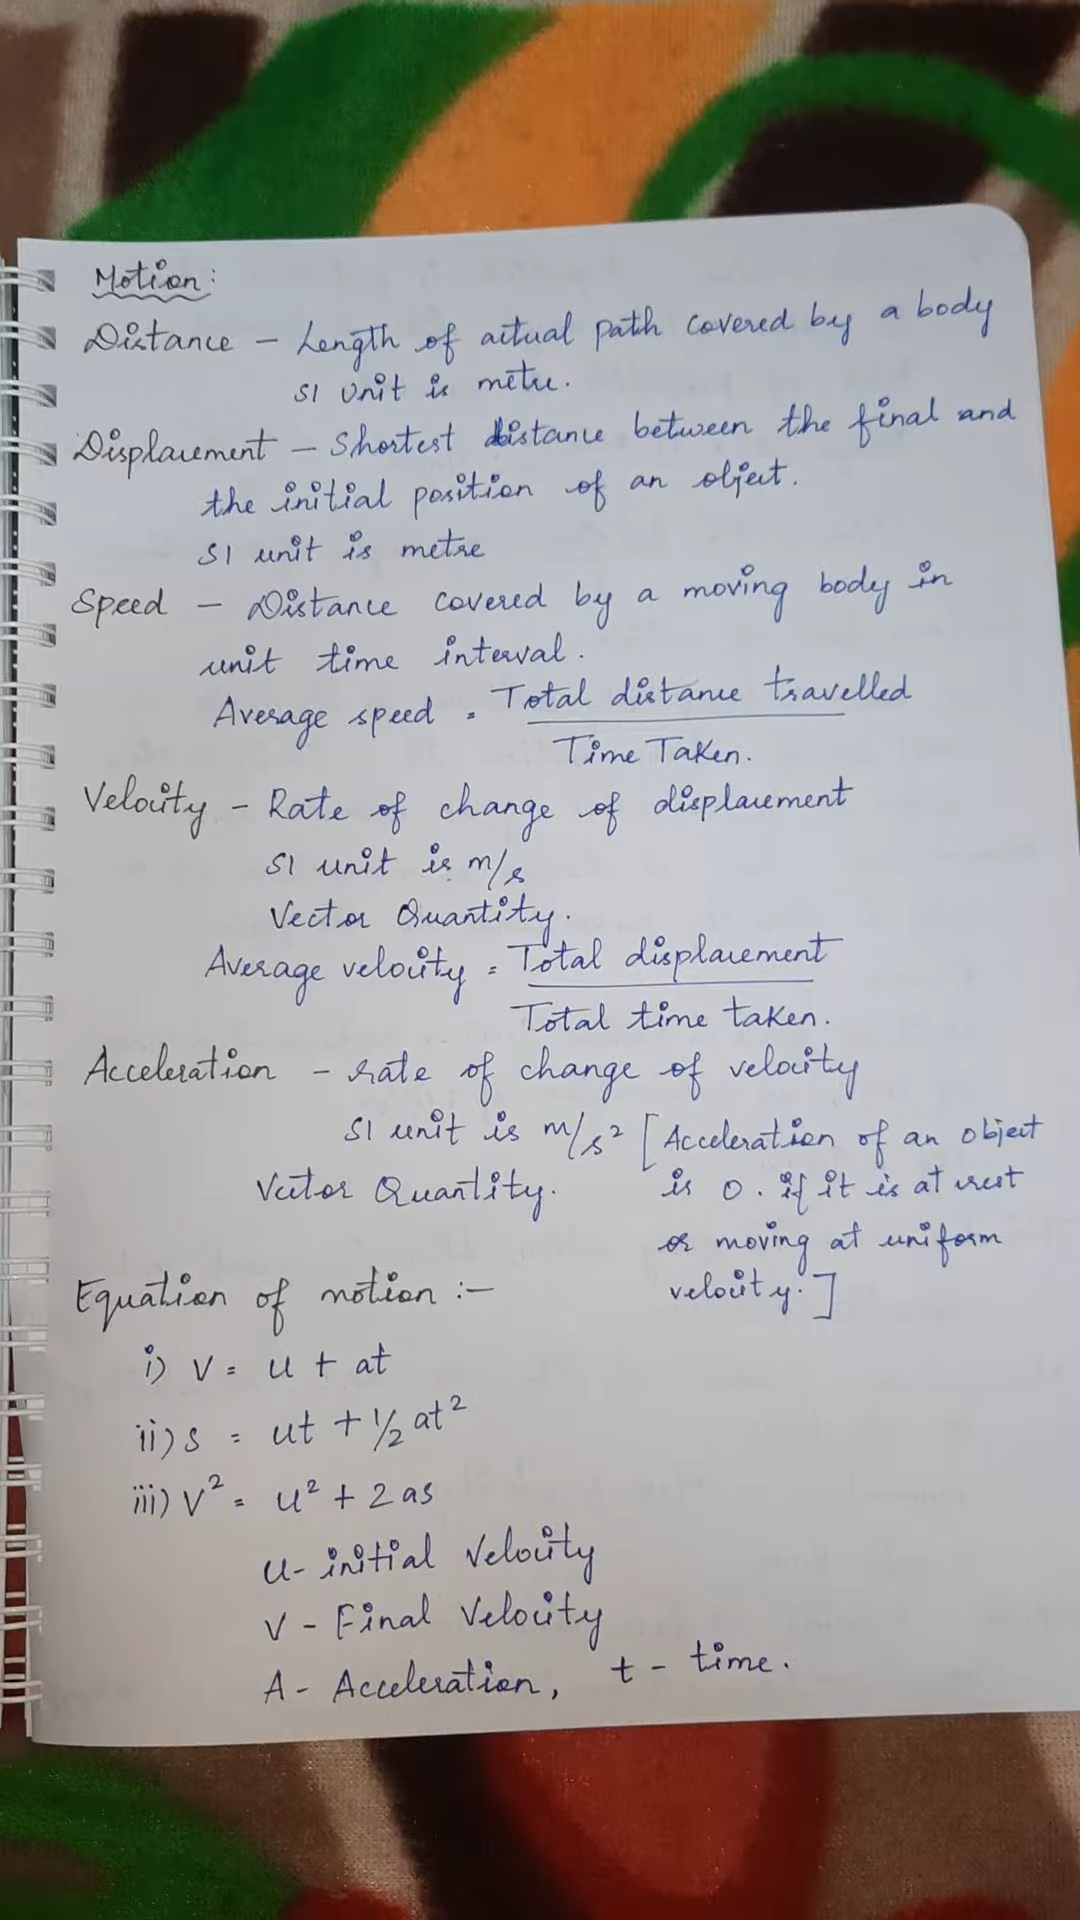 Motion:
Distance - Length of actual path covered by a body
SI unit is metre.
Displacement - Shortest distance between the final and
the initial position of an object.
SI unit is metre
Speed - Distance covered by a moving body in
unit time interval.
Average speed = Total distance travelled
Time Taken.
Velocity - Rate of change of displacement
SI unit is m/s
Vector Quantity.
Average velocity = Total displacement
Total time taken.
Acceleration - rate of change of velocity
SI unit is m/s² [Acceleration of an object
Vector Quantity. is 0. if it is at rest
or moving at uniform
velocity.]
Equation of motion :-
i) V = u + at
ii) s = ut + 1/2 at²
iii) V² = u² + 2as
u - initial Velocity
V - Final Velocity
A - Acceleration, t - time.